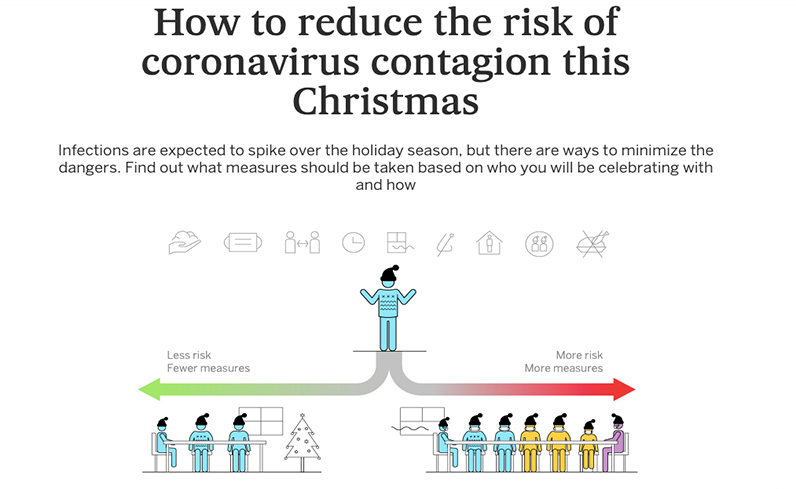 How to reduce the risk of
coronavirus contagion this
Christmas
Infections are expected to spike over the holiday season, but there are ways to minimize the
dangers. Find out what measures should be taken based on who you will be celebrating with
and how
Less risk
Fewer measures
More risk
More measures